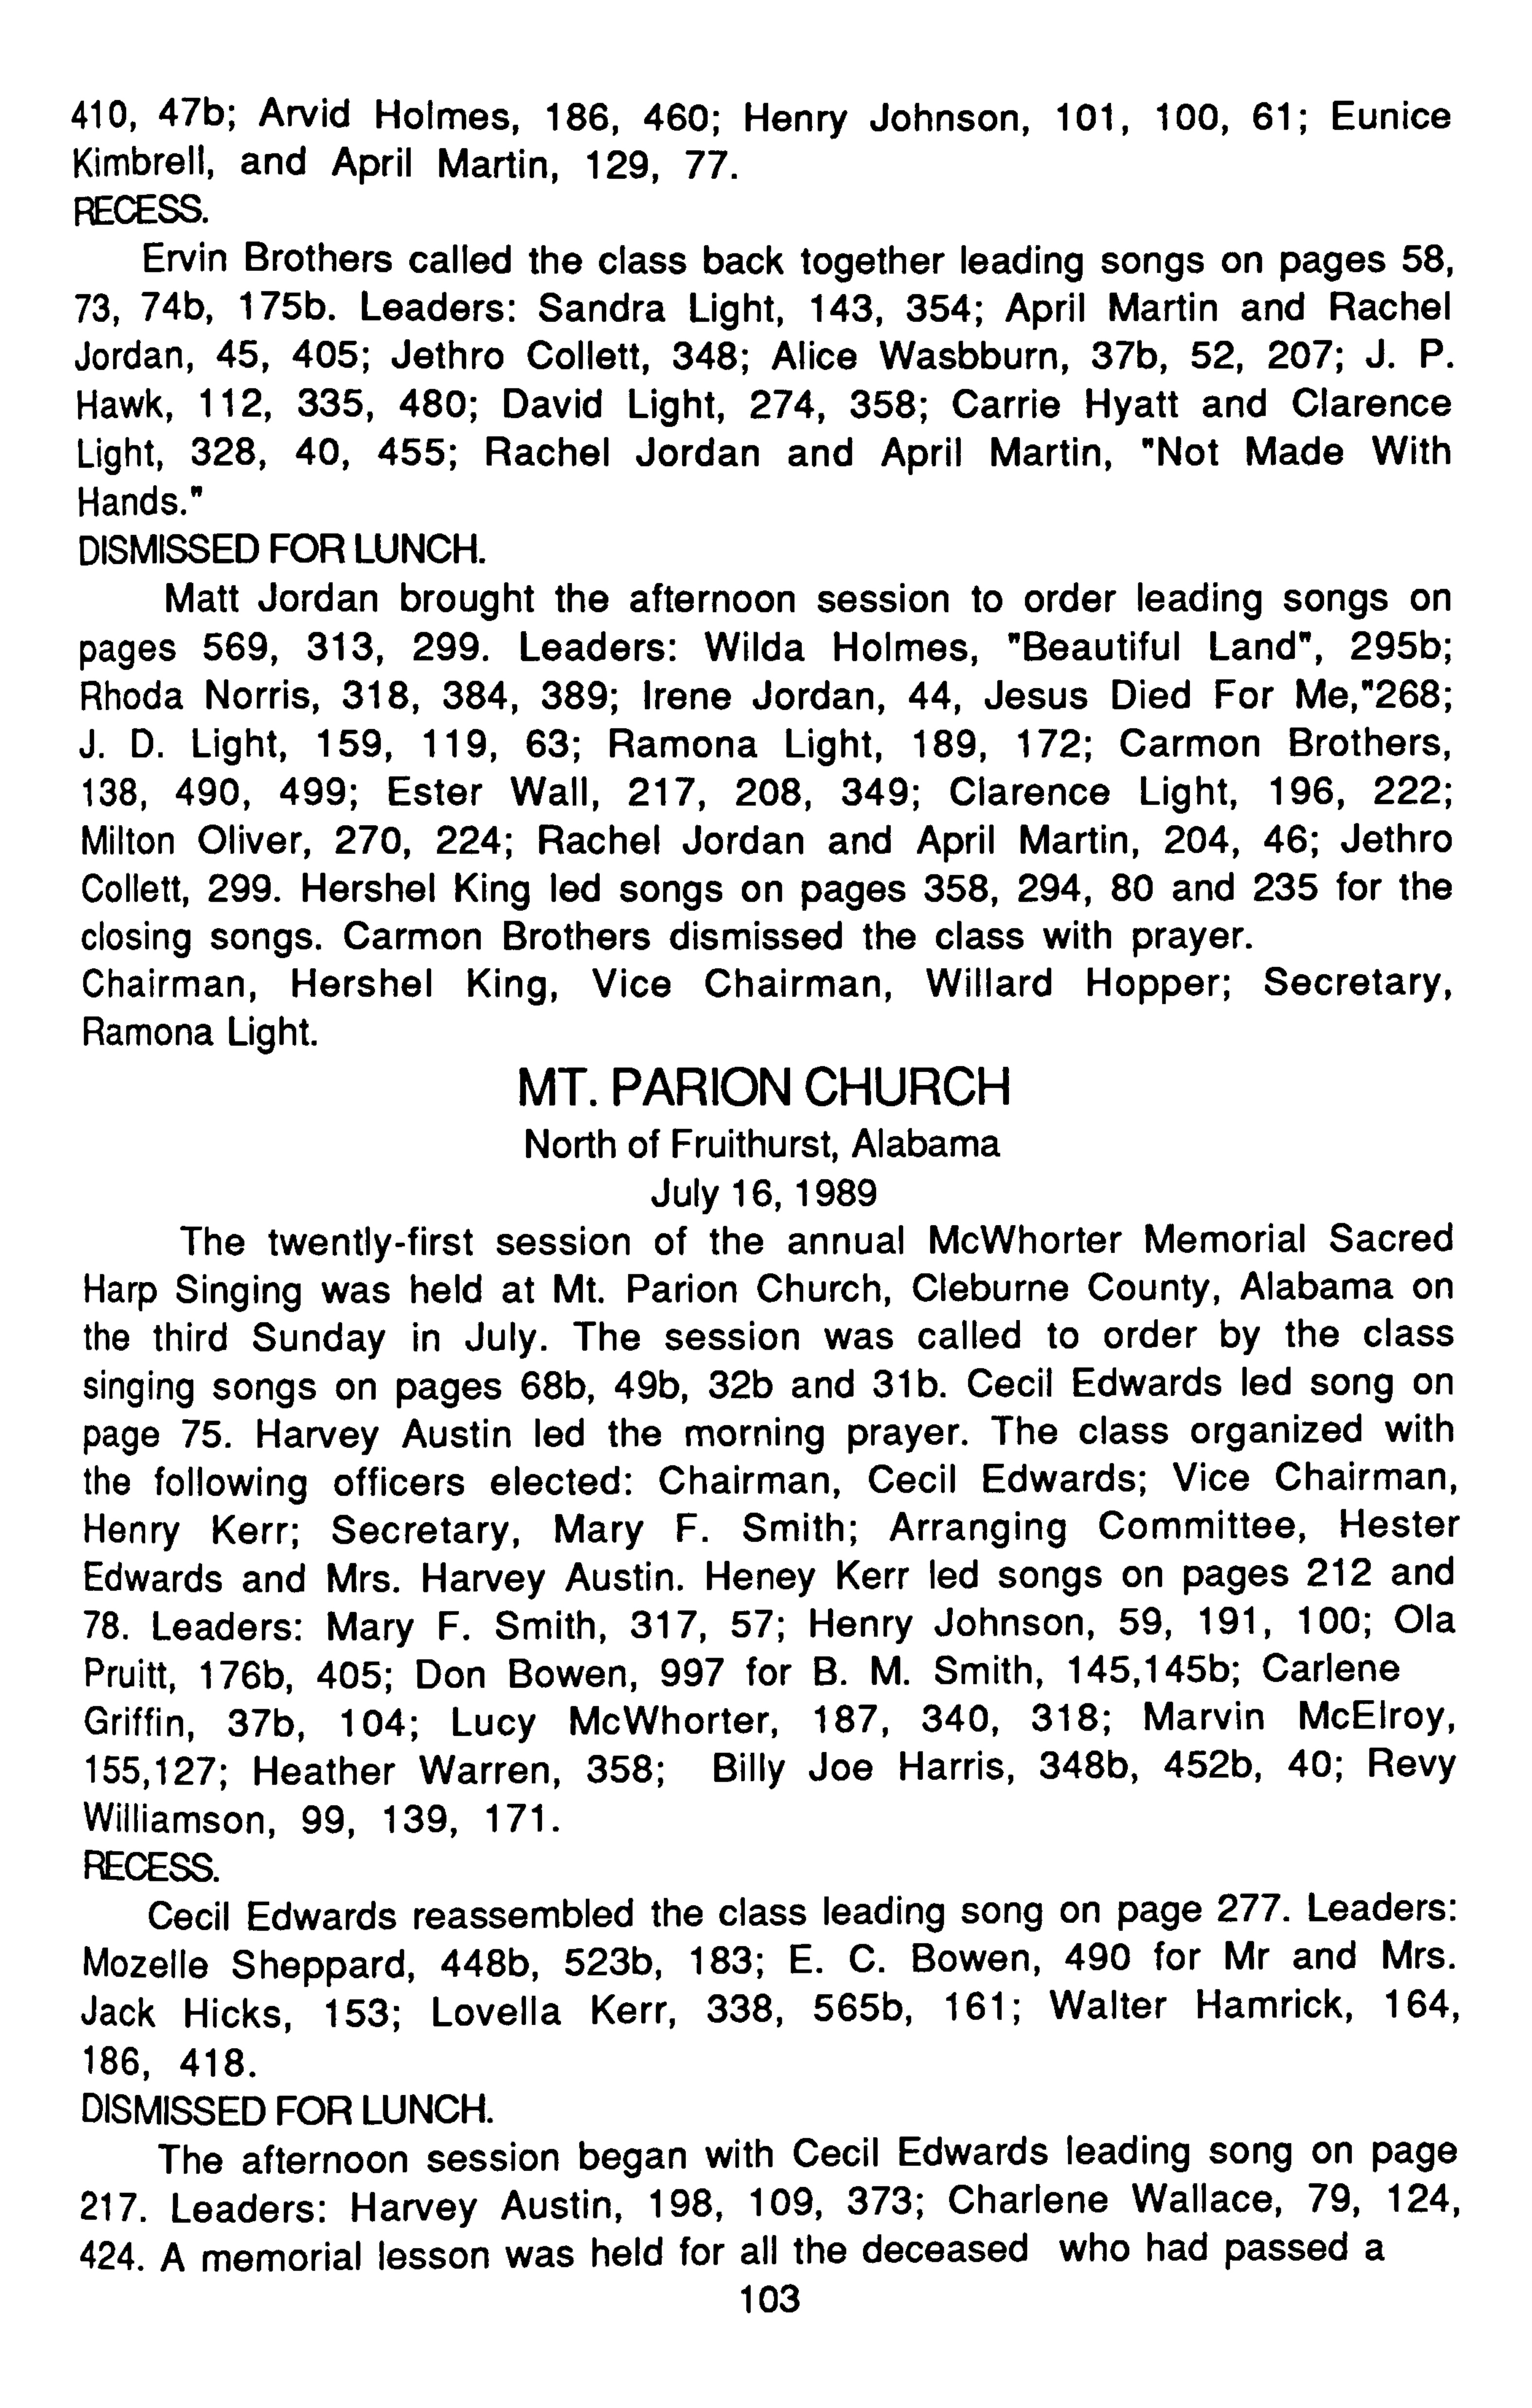 410, 47b; Arvid Holmes, 186, 460; Henry Johnson, 101, 100, 61; Eunice
Kimbrell, and April Martin, 129, 77.
RECESS.
Ervin Brothers called the class back together leading songs on pages 58,
73, 74b, 175b. Leaders: Sandra Light, 143, 354; April Martin and Rachel
Jordan, 45, 405; Jethro Collett, 348; Alice Wasbburn, 37b, 52, 207; J. P.
Hawk, 112, 335, 480; David Light, 274, 358; Carrie Hyatt and Clarence
Light, 328, 40, 455; Rachel Jordan and April Martin, "Not Made With
Hands."
DISMISSED FOR LUNCH.
Matt Jordan brought the afternoon session to order leading songs on
pages 569, 313, 299. Leaders: Wilda Holmes, "Beautiful Land", 295b;
Rhoda Norris, 318, 384, 389; Irene Jordan, 44, Jesus Died For Me,"268;
J. D. Light, 159, 119, 63; Ramona Light, 189, 172; Carmon Brothers,
138, 490, 499; Ester Wall, 217, 208, 349; Clarence Light, 196, 222;
Milton Oliver, 270, 224; Rachel Jordan and April Martin, 204, 46; Jethro
Collett, 299. Hershel King led songs on pages 358, 294, 80 and 235 for the
closing songs. Carmon Brothers dismissed the class with prayer.
Chairman, Hershel King, Vice Chairman, Willard Hopper; Secretary,
Ramona Light.
MT. PARION CHURCH
North of Fruithurst, Alabama
July 16, 1989
The twently-first session of the annual McWhorter Memorial Sacred
Harp Singing was held at Mt. Parion Church, Cleburne County, Alabama on
the third Sunday in July. The session was called to order by the class
singing songs on pages 68b, 49b, 32b and 31b. Cecil Edwards led song on
page 75. Harvey Austin led the morning prayer. The class organized with
the following officers elected: Chairman, Cecil Edwards; Vice Chairman,
Henry Kerr; Secretary, Mary F. Smith; Arranging Committee, Hester
Edwards and Mrs. Harvey Austin. Heney Kerr led songs on pages 212 and
78. Leaders: Mary F. Smith, 317, 57; Henry Johnson, 59, 191, 100; Ola
Pruitt, 176b, 405; Don Bowen, 997 for B. M. Smith, 145,145b; Carlene
Griffin, 37b, 104; Lucy McWhorter, 187, 340, 318; Marvin McElroy,
155,127; Heather Warren, 358; Billy Joe Harris, 348b, 452b, 40; Revy
Williamson, 99, 139, 171.
RECESS.
Cecil Edwards reassembled the class leading song on page 277. Leaders:
Mozelle Sheppard, 448b, 523b, 183; E. C. Bowen, 490 for Mr and Mrs.
Jack Hicks, 153; Lovella Kerr, 338, 565b, 161; Walter Hamrick, 164,
186, 418.
DISMISSED FOR LUNCH.
The afternoon session began with Cecil Edwards leading song on page
217. Leaders: Harvey Austin, 198, 109, 373; Charlene Wallace, 79, 124,
424. A memorial lesson was held for all the deceased who had passed a
103